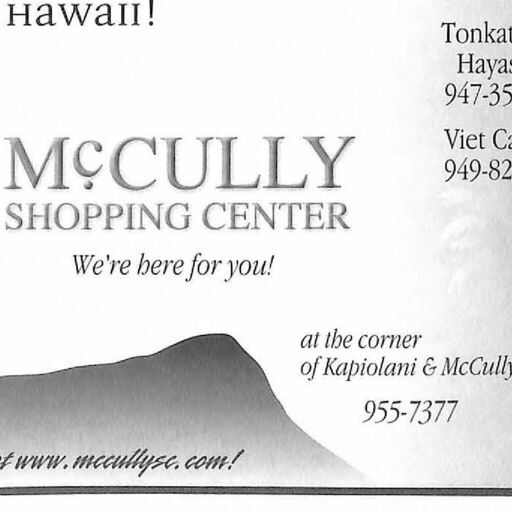 Hawaii!
Tonkat
Hayas
947-35
McCULLY
SHOPPING CENTER
Viet Ca
949-82
We're here for you!
at the corner
of Kapiolani & McCully
955-7377
www.mccullysc.com!